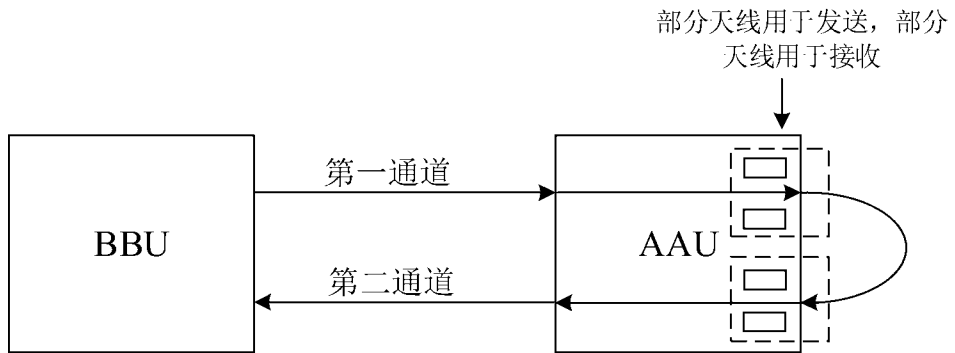 部分天线用于发送，部分
天线用于接收
第一通道
BBU
AAU
第二通道